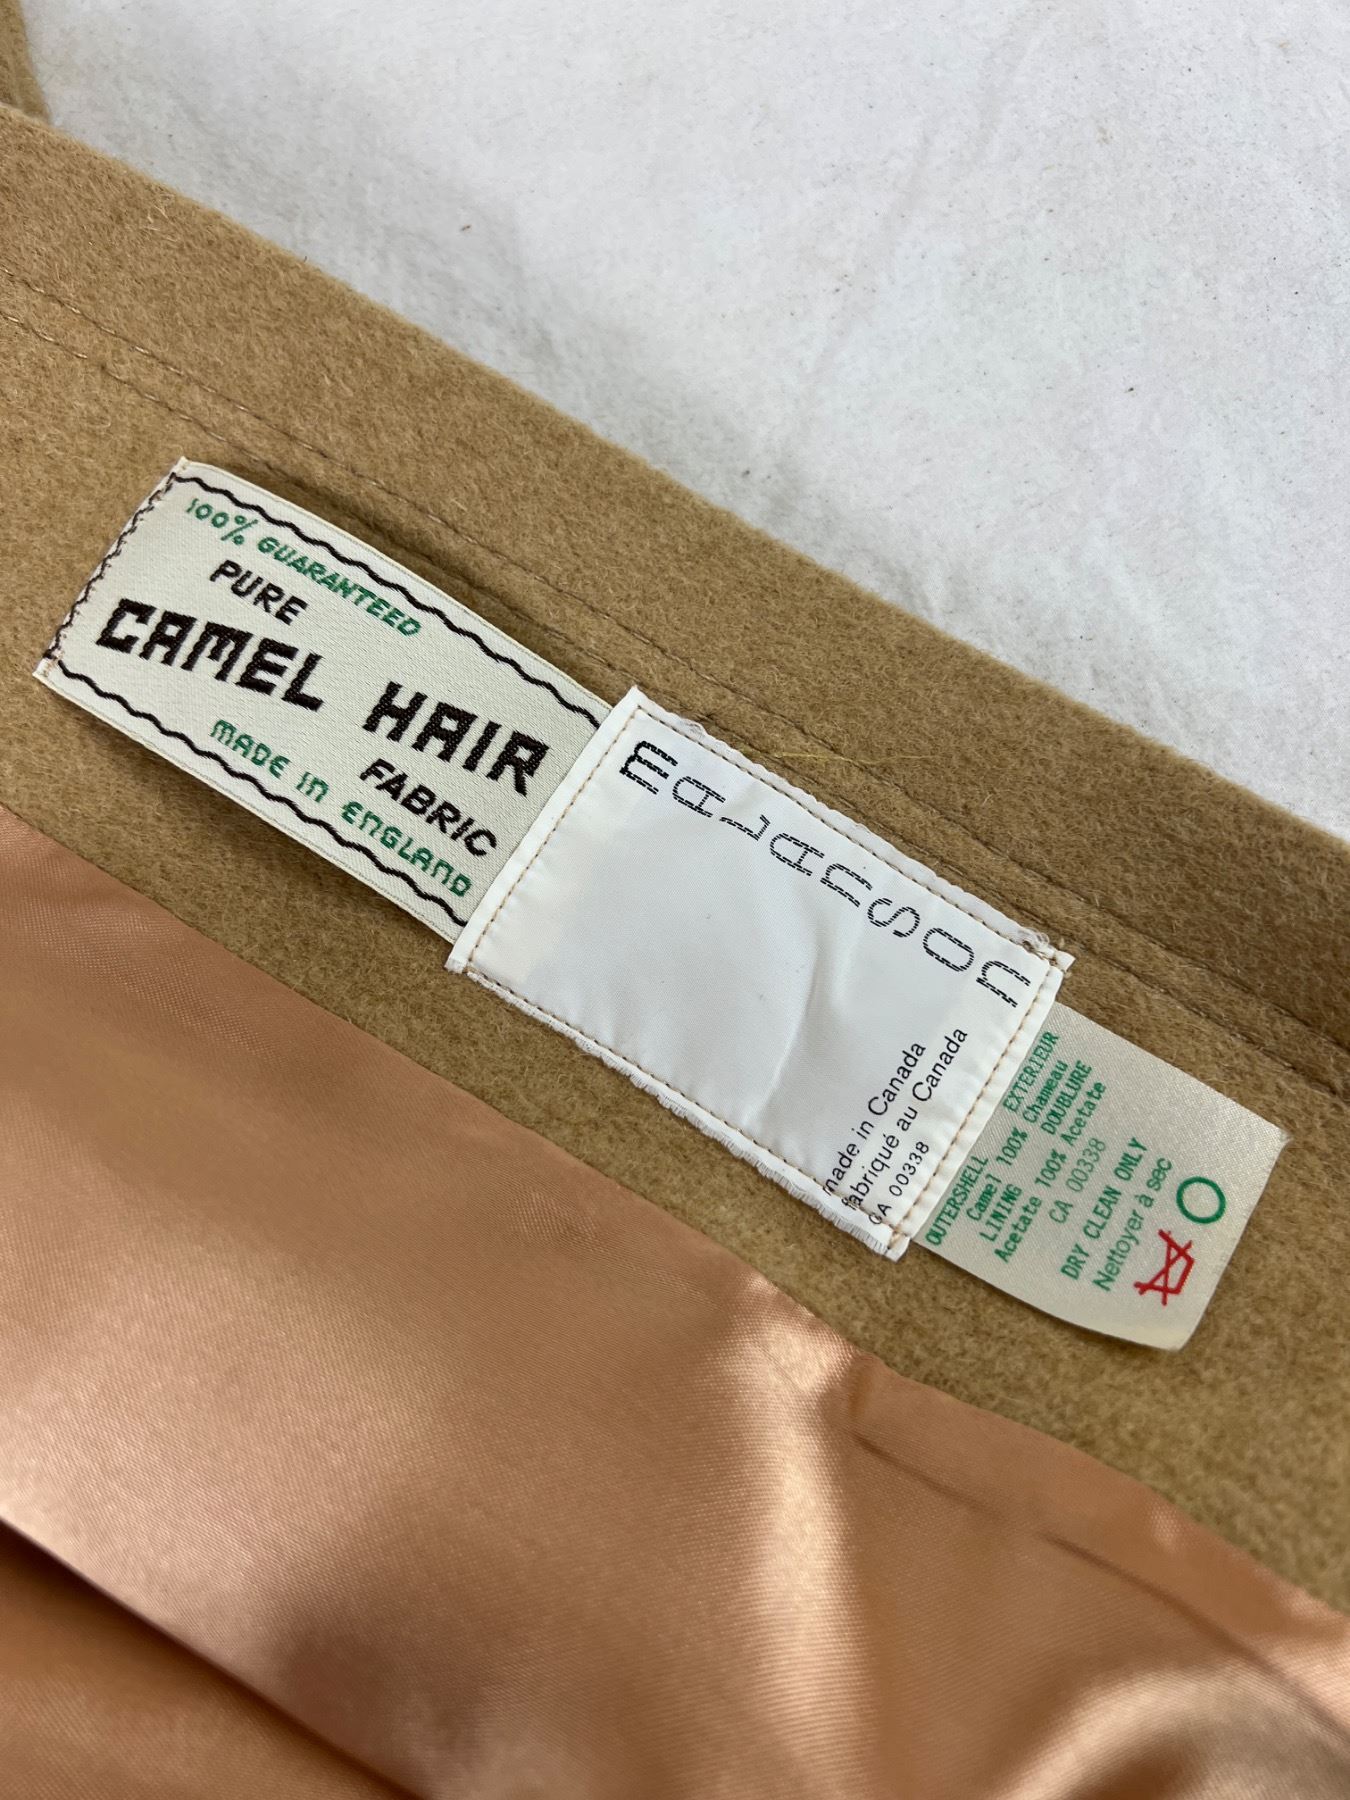 100% GUARANTEED
PURE
CAMEL HAIR
FABRIC
MADE IN ENGLAND
MALANSON
made in Canada
fabriqué au Canada
CA 00338
OUTERSHELL EXTERIEUR
Camel 100% Chameau
LINING DOUBLURE
Acetate 100% Acetate
CA 00338
DRY CLEAN ONLY
Nettoyer à sec